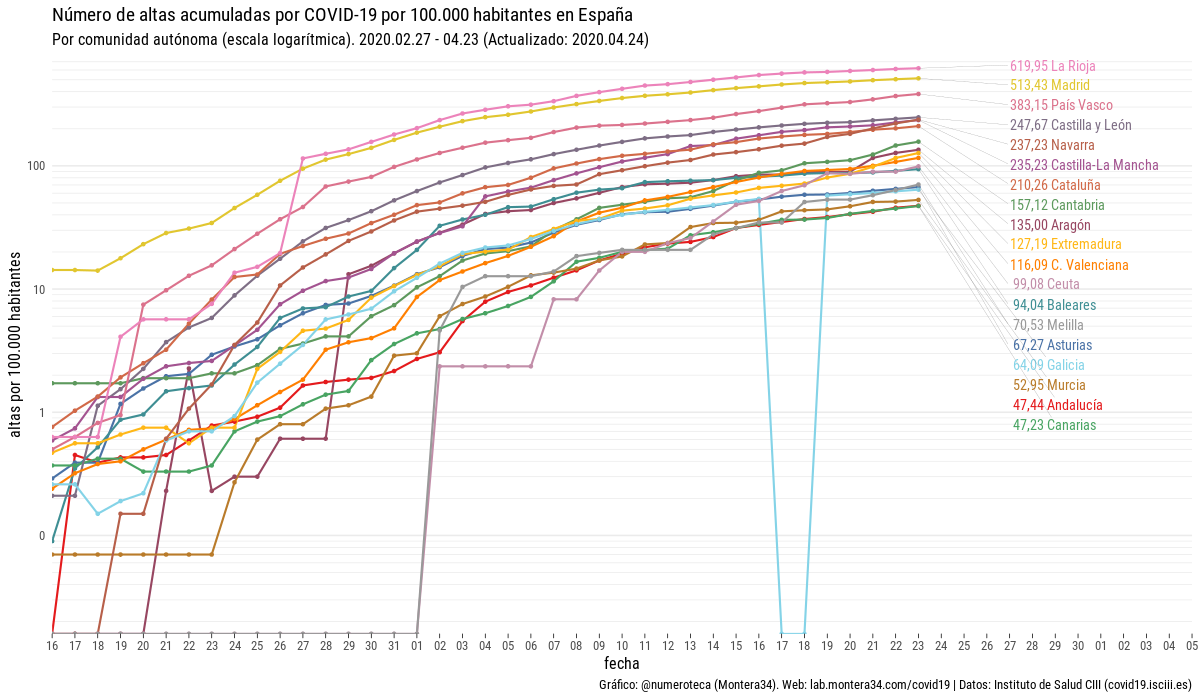 Número de altas acumuladas por COVID-19 por 100.000 habitantes en España
Por comunidad autónoma (escala logarítmica). 2020.02.27 - 04.23 (Actualizado: 2020.04.24)
altas por 100.000 habitantes
100
10
1
0
619,95 La Rioja
513,43 Madrid
383,15 País Vasco
247,67 Castilla y León
237,23 Navarra
235,23 Castilla-La Mancha
210,26 Cataluña
157,12 Cantabria
135,00 Aragón
127,19 Extremadura
116,09 C. Valenciana
99,08 Ceuta
94,04 Baleares
70,53 Melilla
67,27 Asturias
64,09 Galicia
52,95 Murcia
47,44 Andalucía
47,23 Canarias
16 17 18 19 20 21 22 23 24 25 26 27 28 29 30 31 01 02 03 04 05 06 07 08 09 10 11 12 13 14 15 16 17 18 19 20 21 22 23 24 25 26 27 28 29 30 01 02 03 04 05
fecha
Gráfico: @numeroteca (Montera34). Web: lab.montera34.com/covid19 | Datos: Instituto de Salud CIII (covid19.isciii.es)